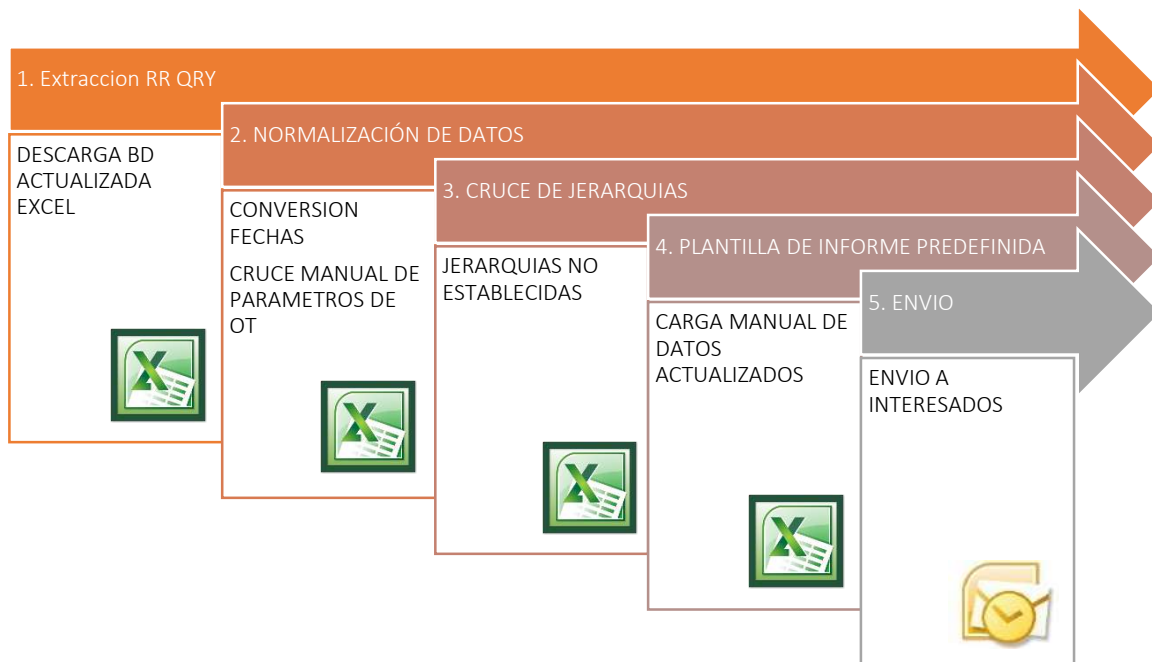 1. Extraccion RR QRY
DESCARGA BD
ACTUALIZADA
EXCEL
2. NORMALIZACIÓN DE DATOS
CONVERSION
FECHAS
CRUCE MANUAL DE
PARAMETROS DE
OT
3. CRUCE DE JERARQUIAS
JERARQUIAS NO
ESTABLECIDAS
4. PLANTILLA DE INFORME PREDEFINIDA
CARGA MANUAL DE
DATOS
ACTUALIZADOS
5. ENVIO
ENVIO A
INTERESADOS